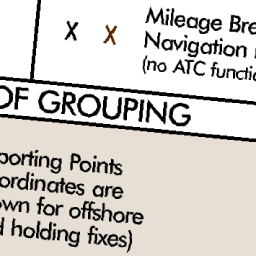 x x Mileage Bre
Navigation
(no ATC functi
OF GROUPING
porting Points
ordinates are
own for offshore
d holding fixes)